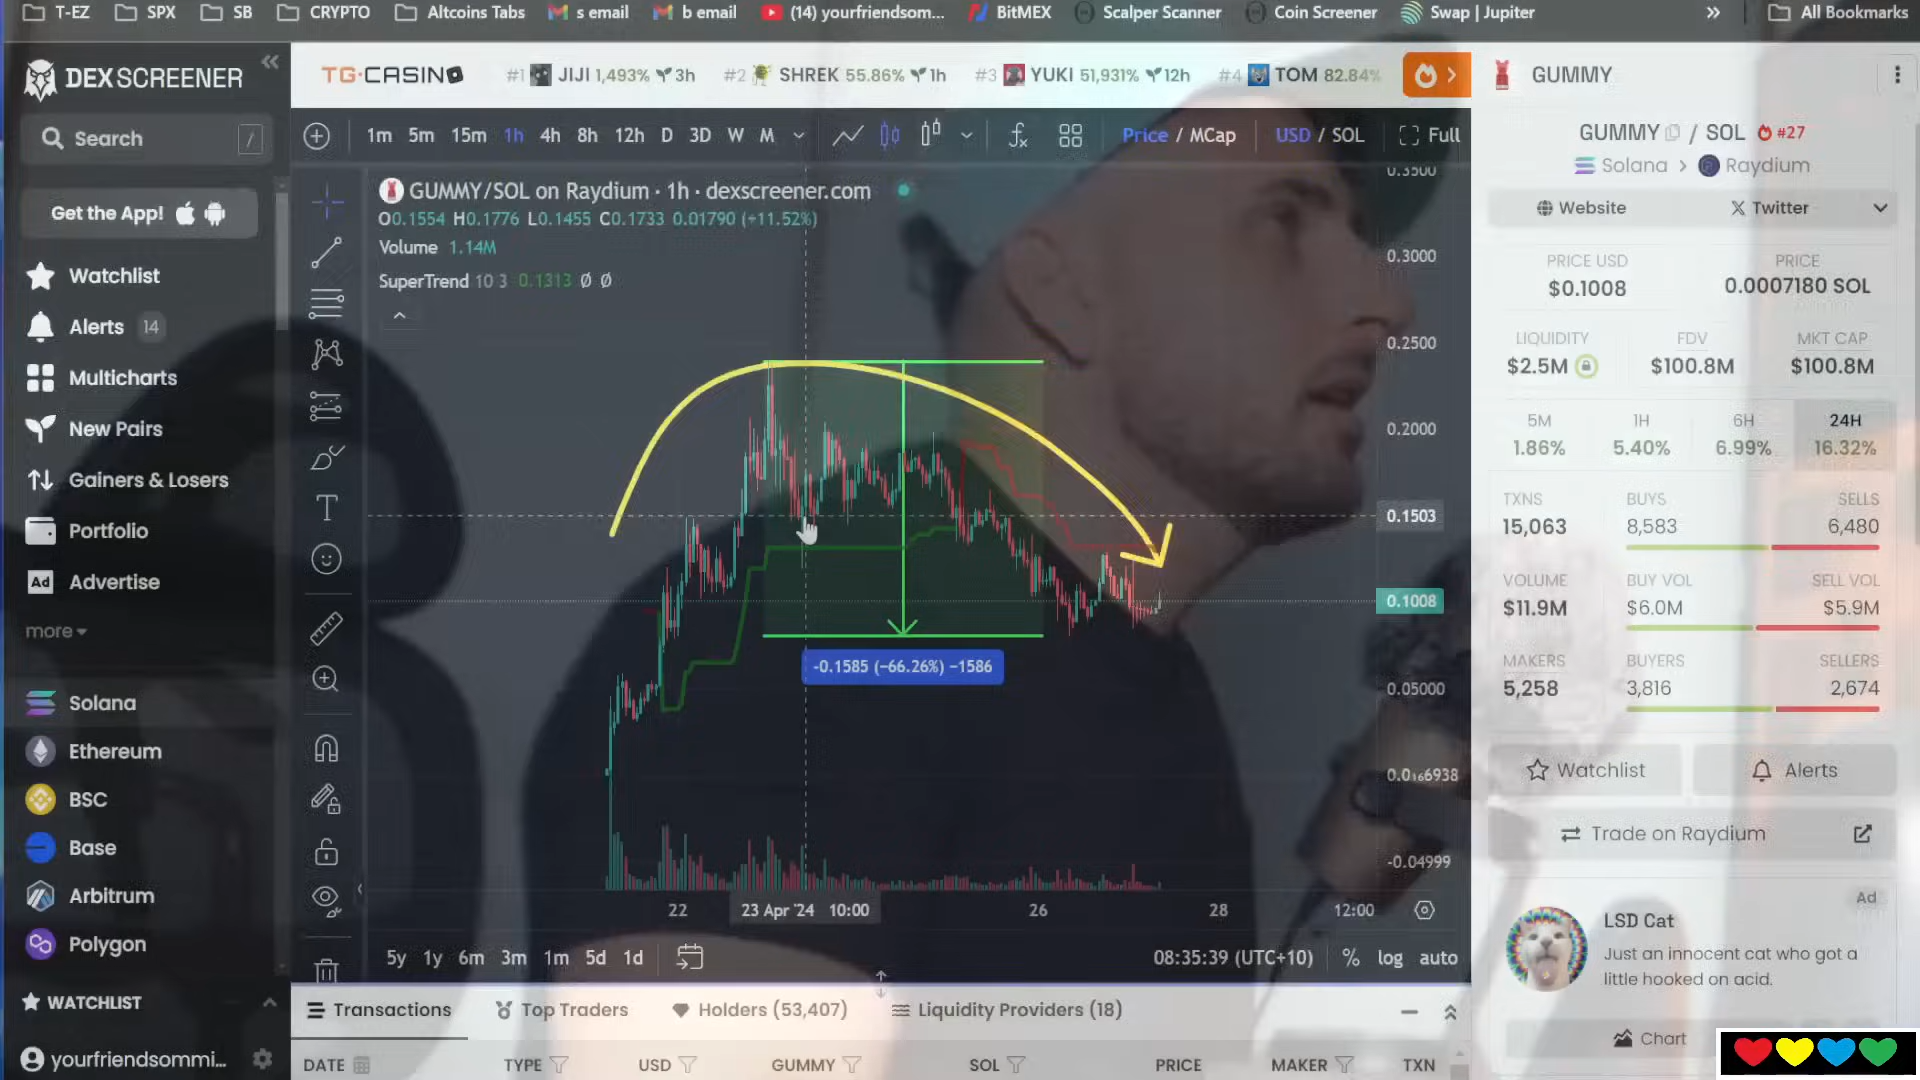 T-EZ SPX SB CRYPTO Altcoins Tabs s email b email (14) yourfriendsom... BitMEX Scalper Scanner Coin Screener Swap | Jupiter » All Bookmarks
DEXSCREENER
Search /
Get the App!
Watchlist
Alerts 14
Multicharts
New Pairs
Gainers & Losers
Portfolio
Ad Advertise
more
Solana
Ethereum
BSC
Base
Arbitrum
Polygon
WATCHLIST
yourfriendsommi...
TG.CASINO #1 JIJI 1,493% 3h #2 SHREK 55.86% 1h #3 YUKI 51,931% 12h #4 TOM 82.84%
1m 5m 15m 1h 4h 8h 12h D 3D W M Price / MCap USD / SOL Full
GUMMY/SOL on Raydium · 1h · dexscreener.com
O0.1554 H0.1776 L0.1455 C0.1733 0.01790 (+11.52%)
Volume 1.14M
SuperTrend 10 3 0.1313 Ø Ø
0.3500
0.3000
0.2500
0.2000
0.1503
0.1008
0.05000
-0.04999
-0.1585 (−66.26%) −1586
22 23 Apr '24 10:00 26 28 12:00
5y 1y 6m 3m 1m 5d 1d 08:35:39 (UTC+10) % log auto
Transactions Top Traders Holders (53,407) Liquidity Providers (18)
DATE TYPE USD GUMMY SOL PRICE MAKER TXN
GUMMY
GUMMY / SOL #27
Solana > Raydium
Website Twitter
PRICE USD PRICE
$0.1008 0.0007180 SOL
LIQUIDITY FDV MKT CAP
$2.5M $100.8M $100.8M
5M 1H 6H 24H
1.86% 5.40% 6.99% 16.32%
TXNS BUYS SELLS
15,063 8,583 6,480
VOLUME BUY VOL SELL VOL
$11.9M $6.0M $5.9M
MAKERS BUYERS SELLERS
5,258 3,816 2,674
Watchlist Alerts
Trade on Raydium
Ad
LSD Cat
Just an innocent cat who got a
little hooked on acid.
Chart